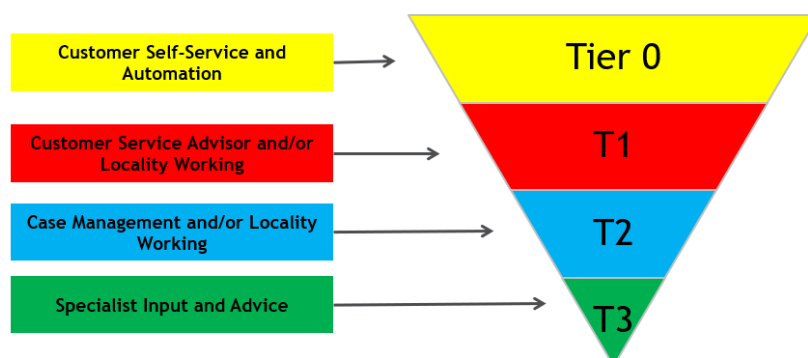 Customer Self-Service and
Automation
Tier 0
Customer Service Advisor and/or
Locality Working
T1
Case Management and/or Locality
Working
T2
Specialist Input and Advice
T3